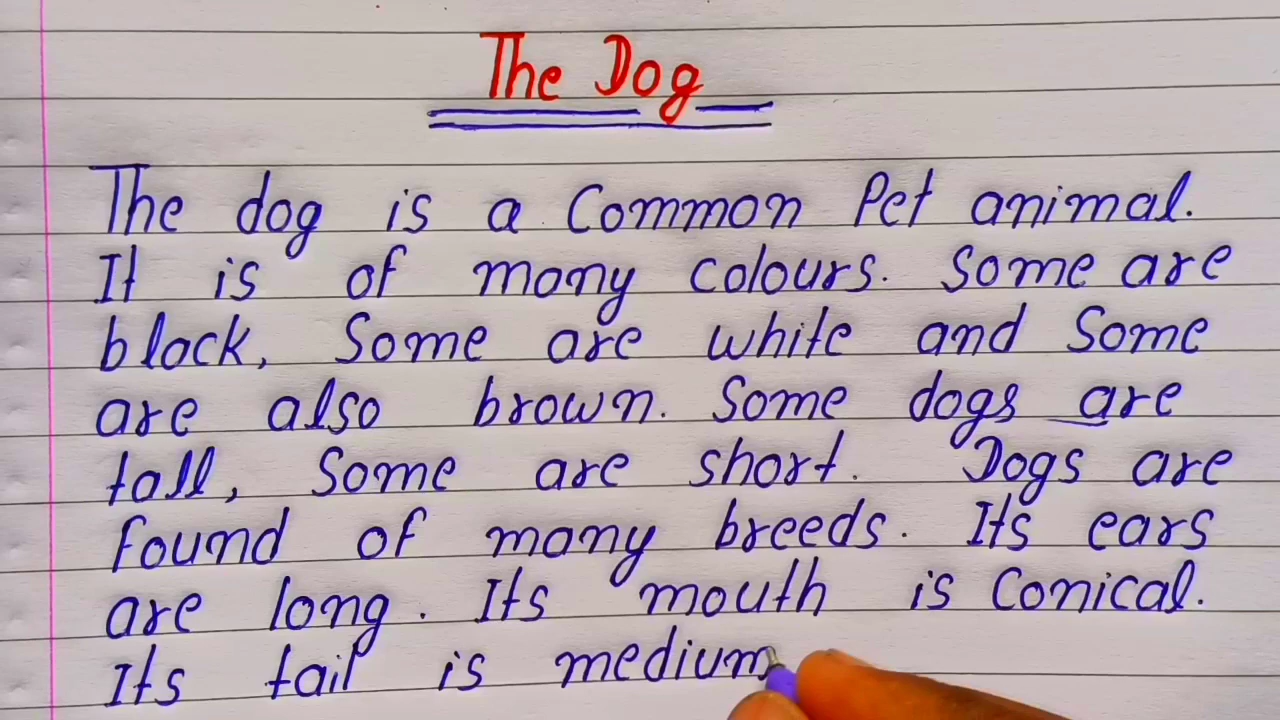 The Dog
The dog is a Common Pet animal.
It is of many colours. Some are
black, Some are white and Some
are also brown. Some dogs are
tall, Some are short. Dogs are
found of many breeds. Its ears
are long. Its mouth is Conical.
Its tail is medium